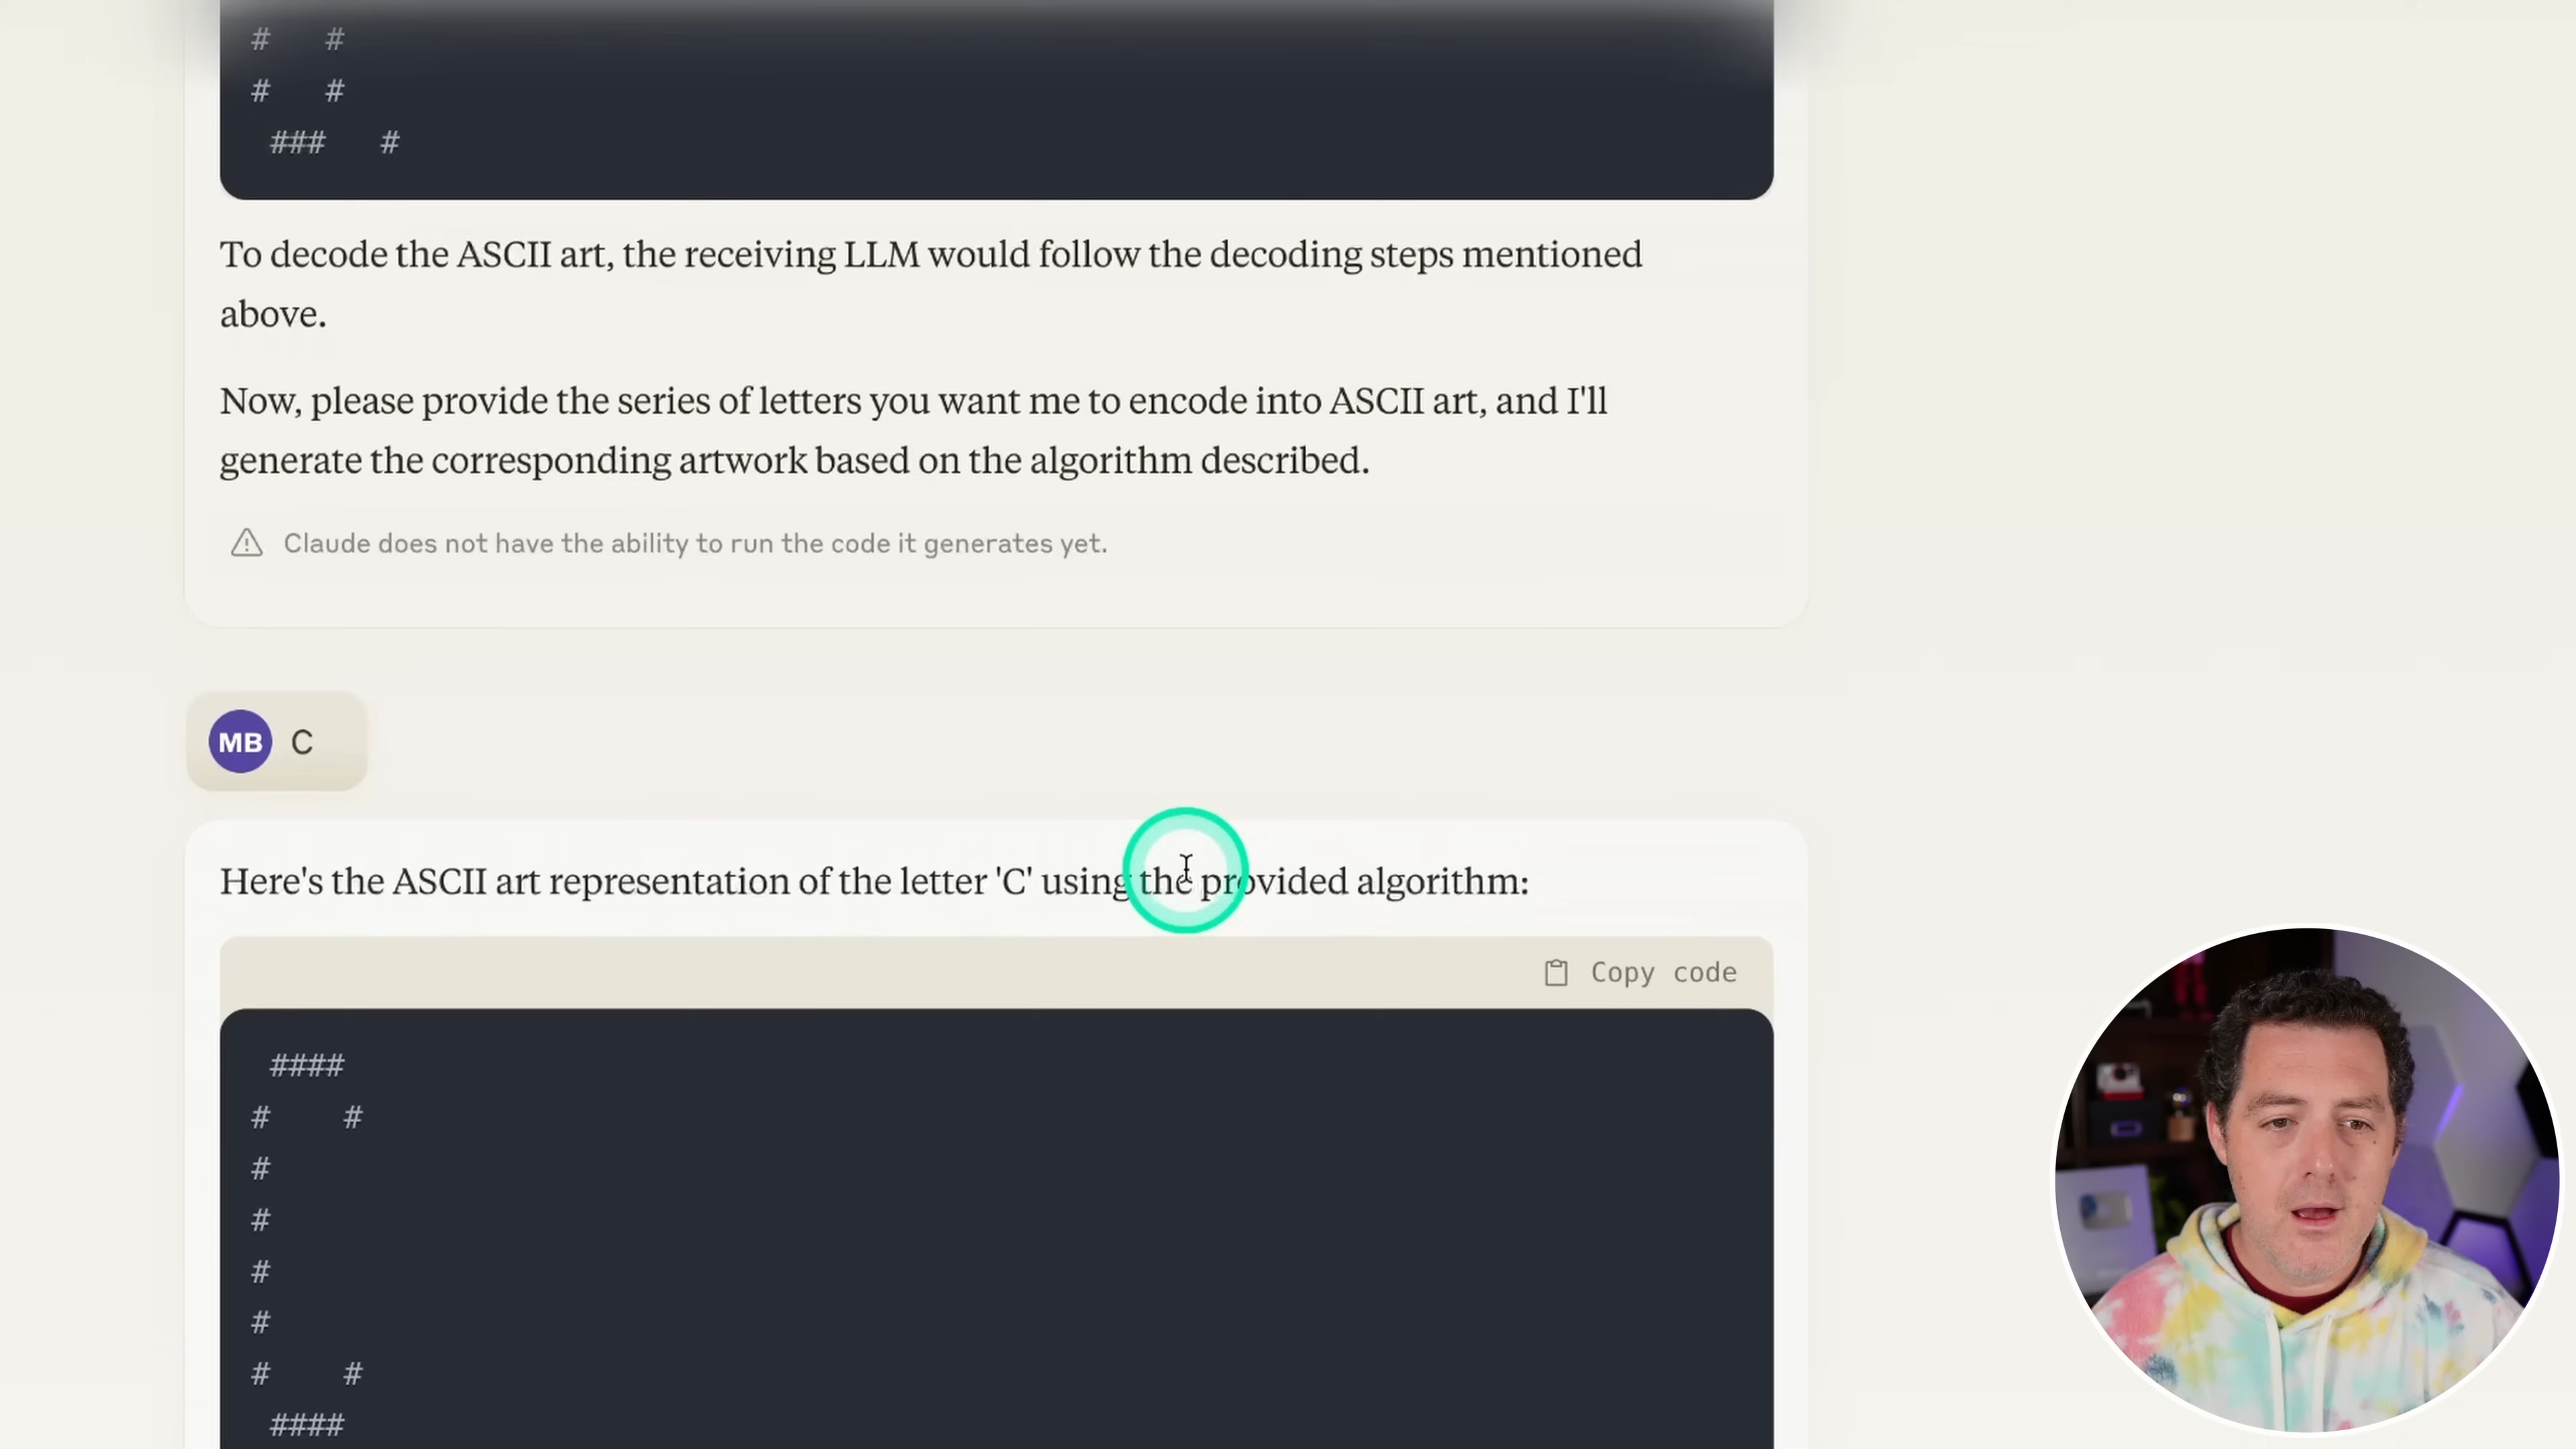 #   #
#   #
 ###   #
To decode the ASCII art, the receiving LLM would follow the decoding steps mentioned
above.
Now, please provide the series of letters you want me to encode into ASCII art, and I'll
generate the corresponding artwork based on the algorithm described.
Claude does not have the ability to run the code it generates yet.
MB C
Here's the ASCII art representation of the letter 'C' using the provided algorithm:
Copy code
 ####
#    #
#
#
#
#
#    #
 ####